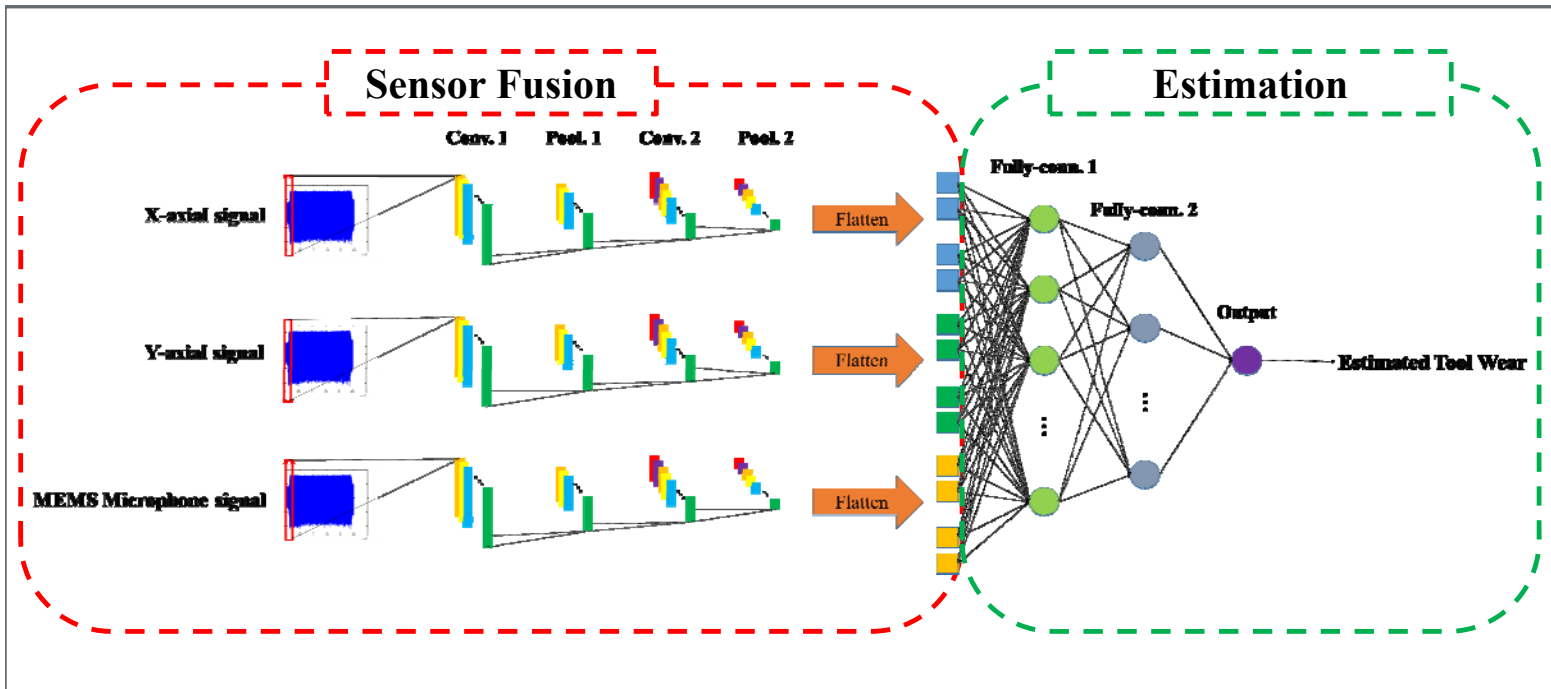 Sensor Fusion
Estimation
Conv. 1
Pool. 1
Conv. 2
Pool. 2
Fully-conn. 1
Fully-conn. 2
X-axial signal
Flatten
Y-axial signal
Flatten
Output
Estimated Tool Wear
...
...
MEMS Microphone signal
Flatten